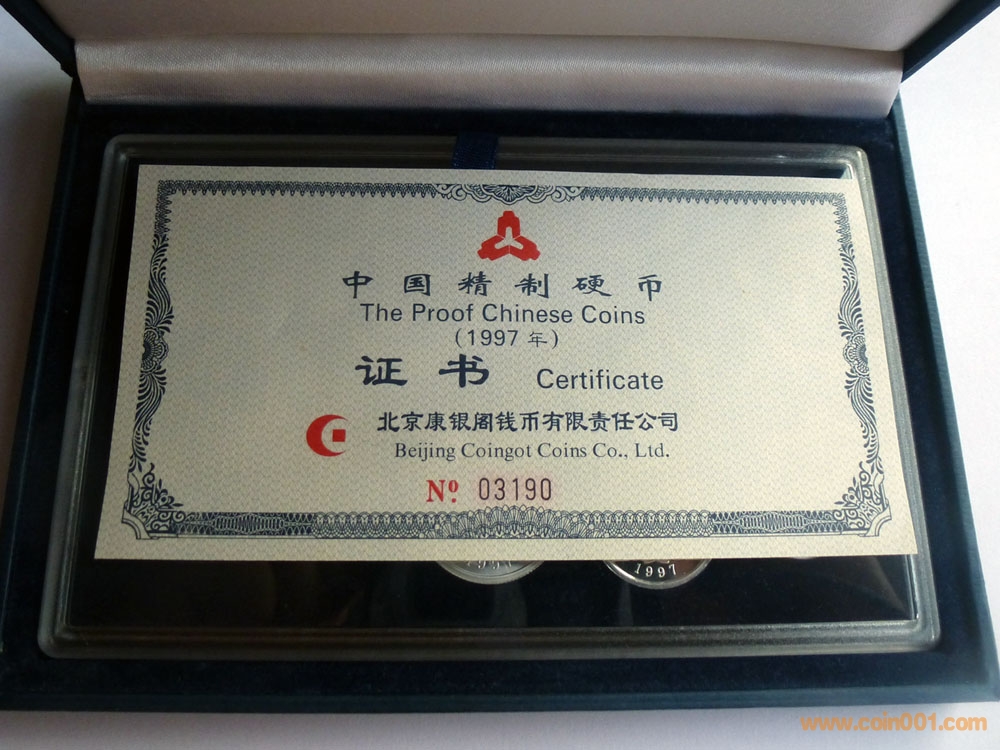 中国精制硬币
The Proof Chinese Coins
(1997 年)
证书 Certificate
北京康银阁钱币有限责任公司
Beijing Coingot Coins Co., Ltd.
Nº 03190
1997
1997
www.coin001.com